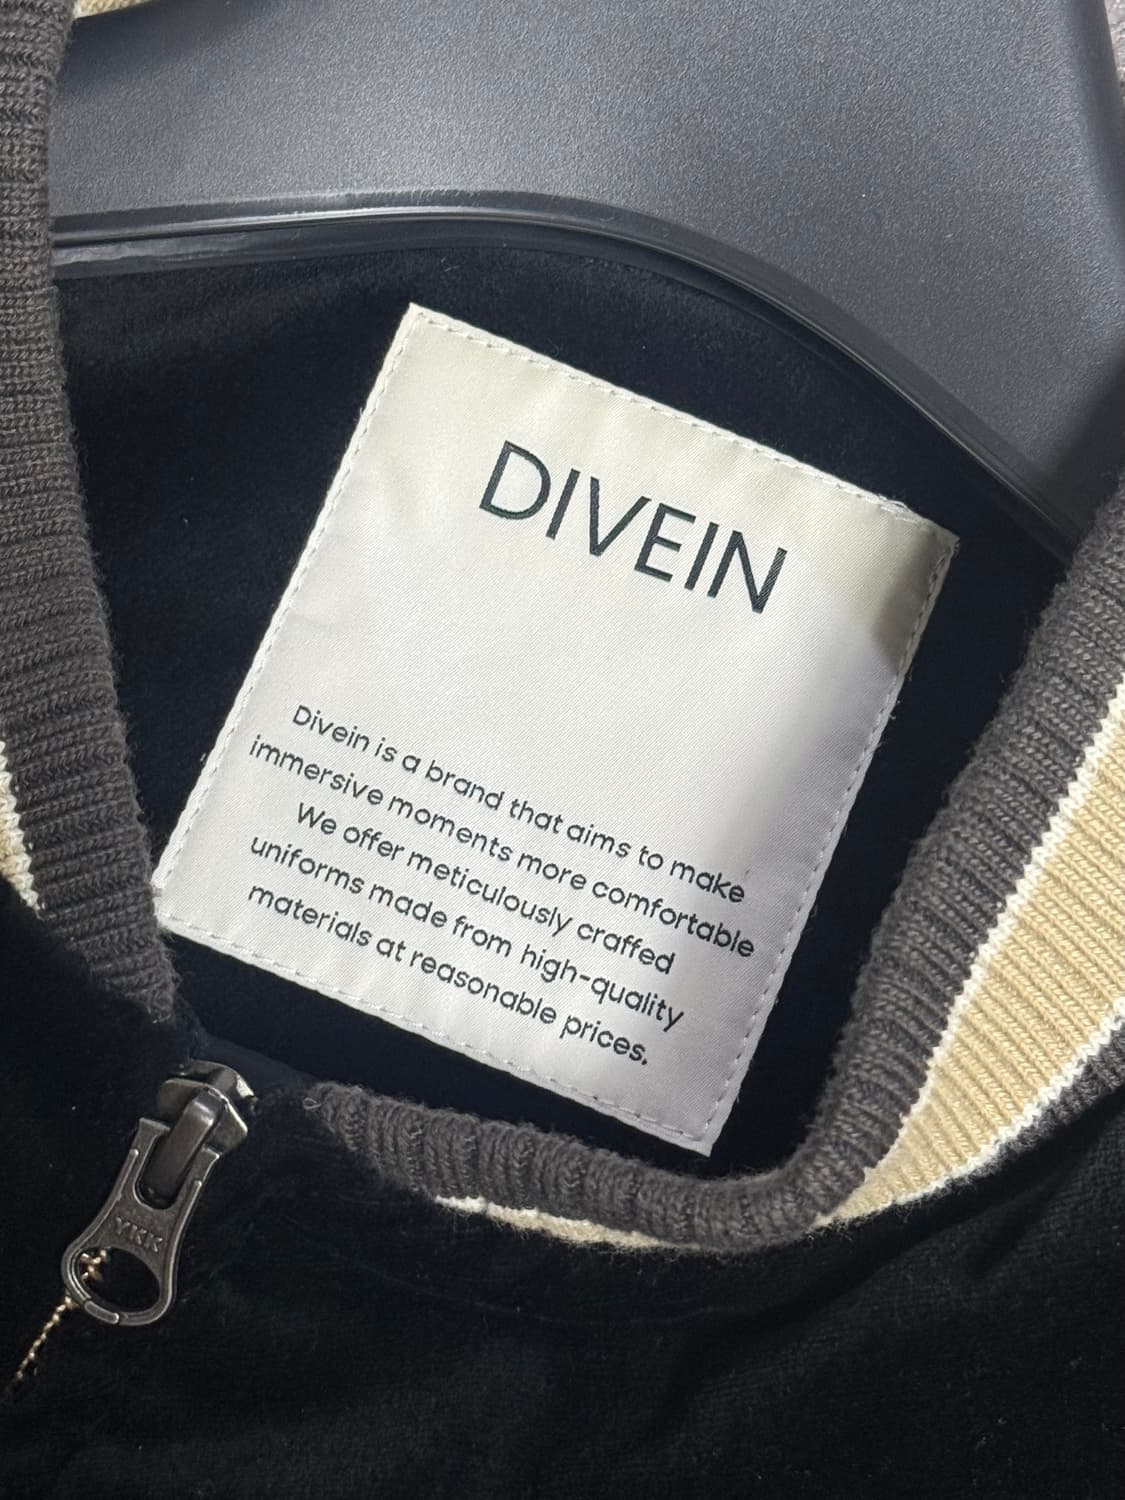 DIVEIN
Divein is a brand that aims to make
immersive moments more comfortable
We offer meticulously craffed
uniforms made from high-quality
materials at reasonable prices.
YKK